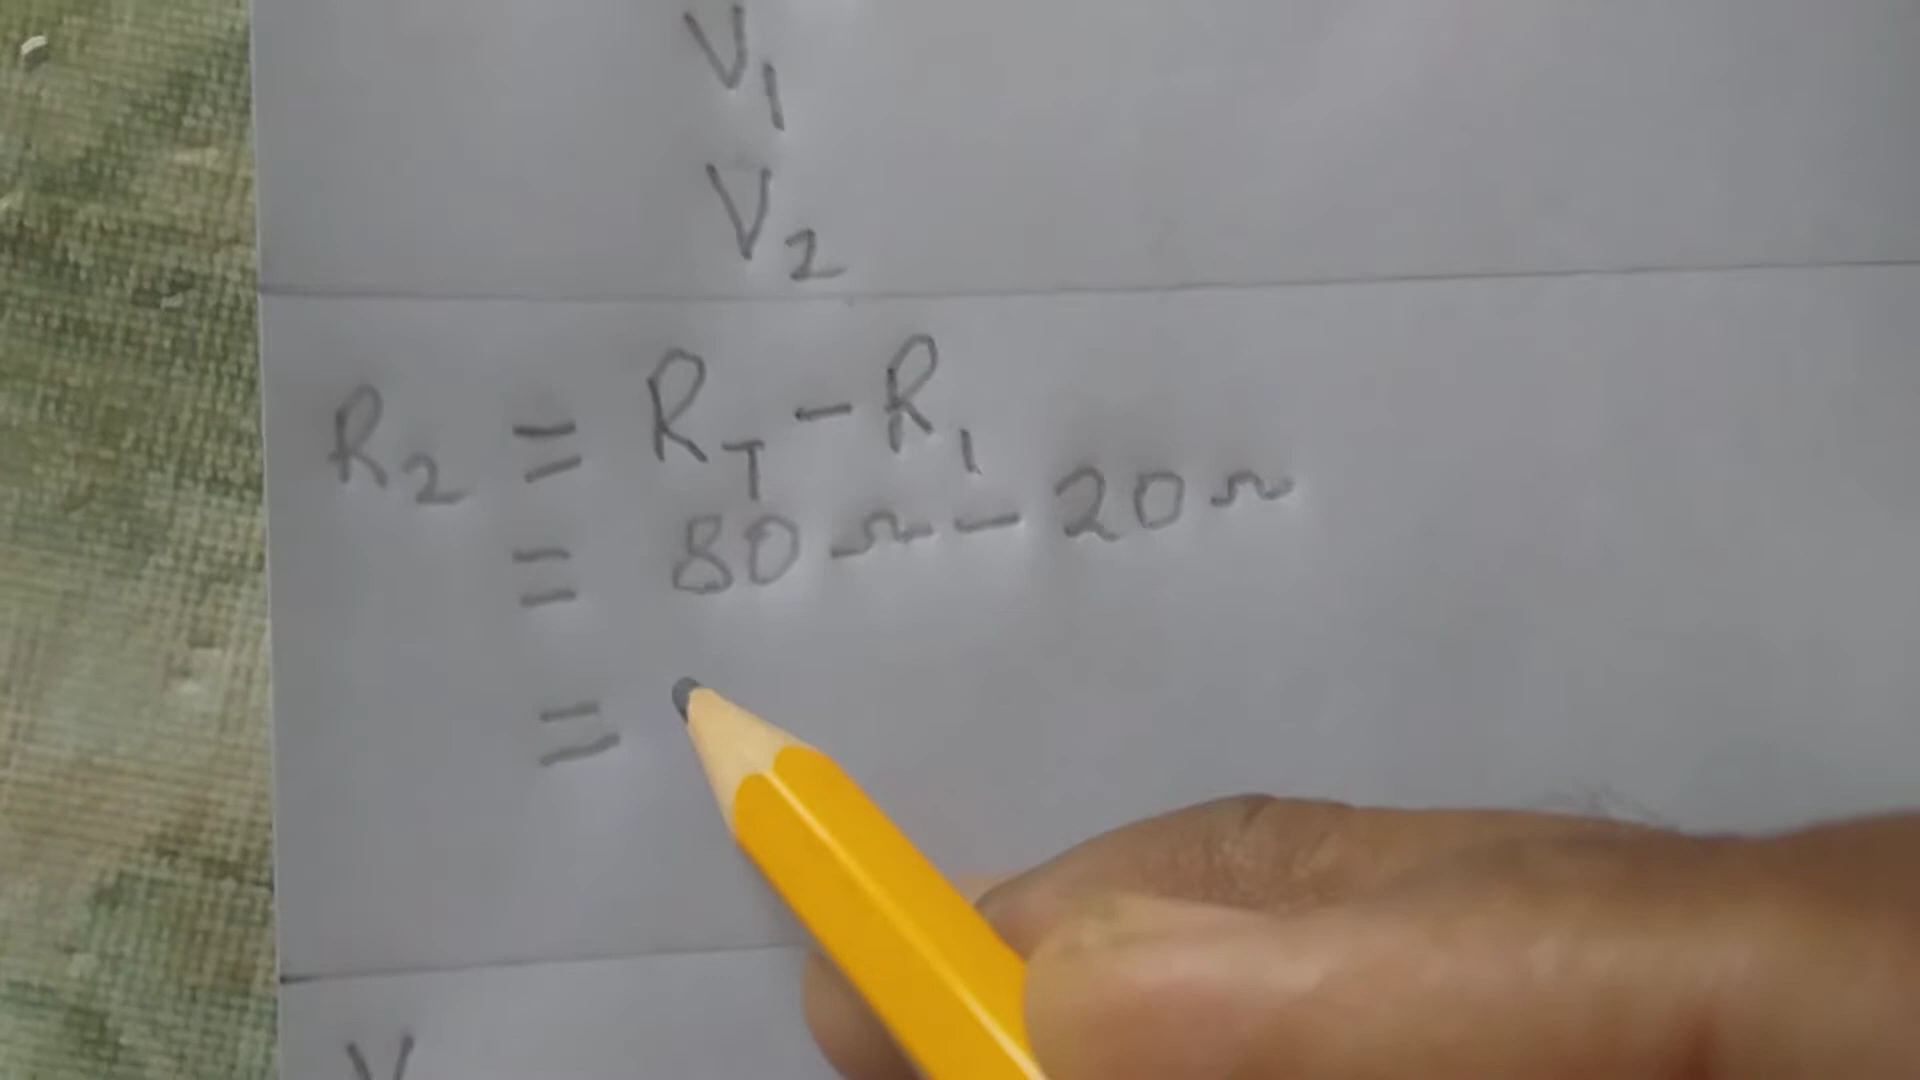 V1
V2
R2 = RT - R1
= 80Ω - 20Ω
=
V